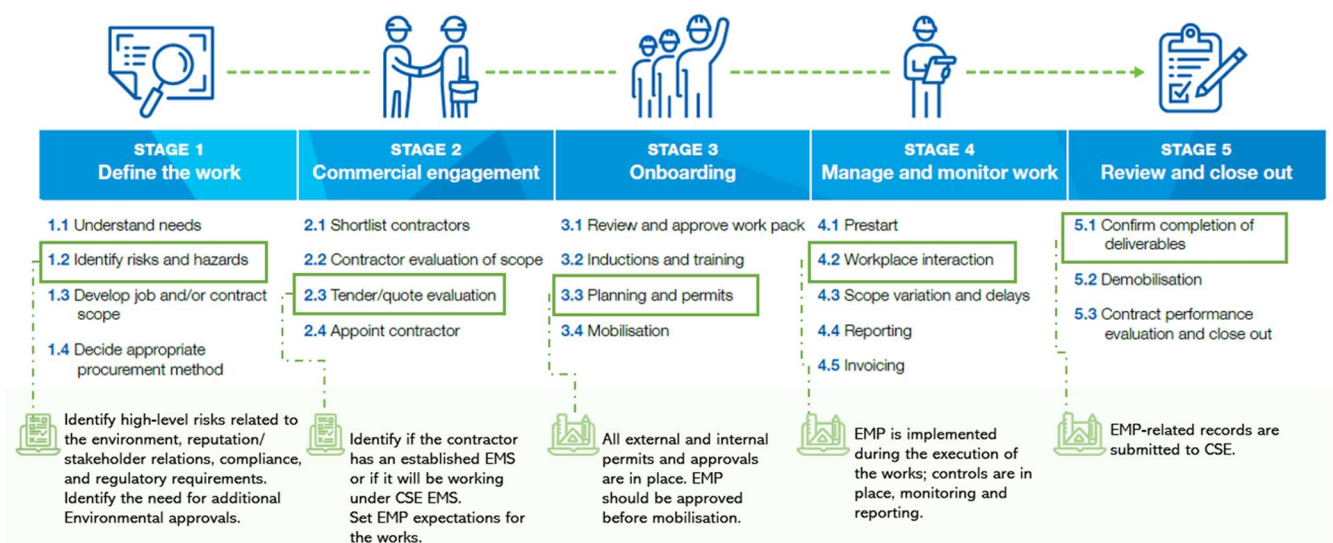 STAGE 1
Define the work
STAGE 2
Commercial engagement
STAGE 3
Onboarding
STAGE 4
Manage and monitor work
STAGE 5
Review and close out
1.1 Understand needs
1.2 Identify risks and hazards
1.3 Develop job and/or contract
scope
1.4 Decide appropriate
procurement method
2.1 Shortlist contractors
2.2 Contractor evaluation of scope
2.3 Tender/quote evaluation
2.4 Appoint contractor
3.1 Review and approve work pack
3.2 Inductions and training
3.3 Planning and permits
3.4 Mobilisation
4.1 Prestart
4.2 Workplace interaction
4.3 Scope variation and delays
4.4 Reporting
4.5 Invoicing
5.1 Confirm completion of
deliverables
5.2 Demobilisation
5.3 Contract performance
evaluation and close out
Identify high-level risks related to
the environment, reputation/
stakeholder relations, compliance,
and regulatory requirements.
Identify the need for additional
Environmental approvals.
Identify if the contractor
has an established EMS
or if it will be working
under CSE EMS.
Set EMP expectations for
the works.
All external and internal
permits and approvals
are in place. EMP
should be approved
before mobilisation.
EMP is implemented
during the execution of
the works; controls are in
place, monitoring and
reporting.
EMP-related records are
submitted to CSE.